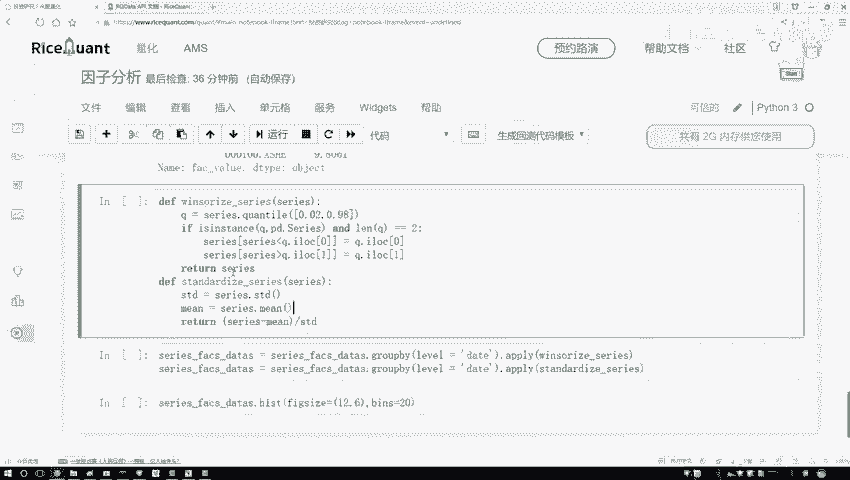 RQData API 文档 - RiceQuant
RiceQuant 量化 AMS 预约路演 帮助文档 社区
因子分析 最后检查: 36 分钟前 (自动保存)
文件 编辑 查看 插入 单元格 服务 Widgets 帮助 可信的 Python 3
运行 代码 生成回测代码模板 共有 2G 内存供您使用
Name: fac_value, dtype: object
In [ ]: def winsorize_series(series):
q = series.quantile([0.02,0.98])
if isinstance(q,pd.Series) and len(q) == 2:
series[series<q.iloc[0]] = q.iloc[0]
series[series>q.iloc[1]] = q.iloc[1]
return series
def standardize_series(series):
std = series.std()
mean = series.mean()
return (series-mean)/std
In [ ]: series_facs_datas = series_facs_datas.groupby(level = 'date').apply(winsorize_series)
series_facs_datas = series_facs_datas.groupby(level = 'date').apply(standardize_series)
In [ ]: series_facs_datas.hist(figsize=(12,6),bins=20)